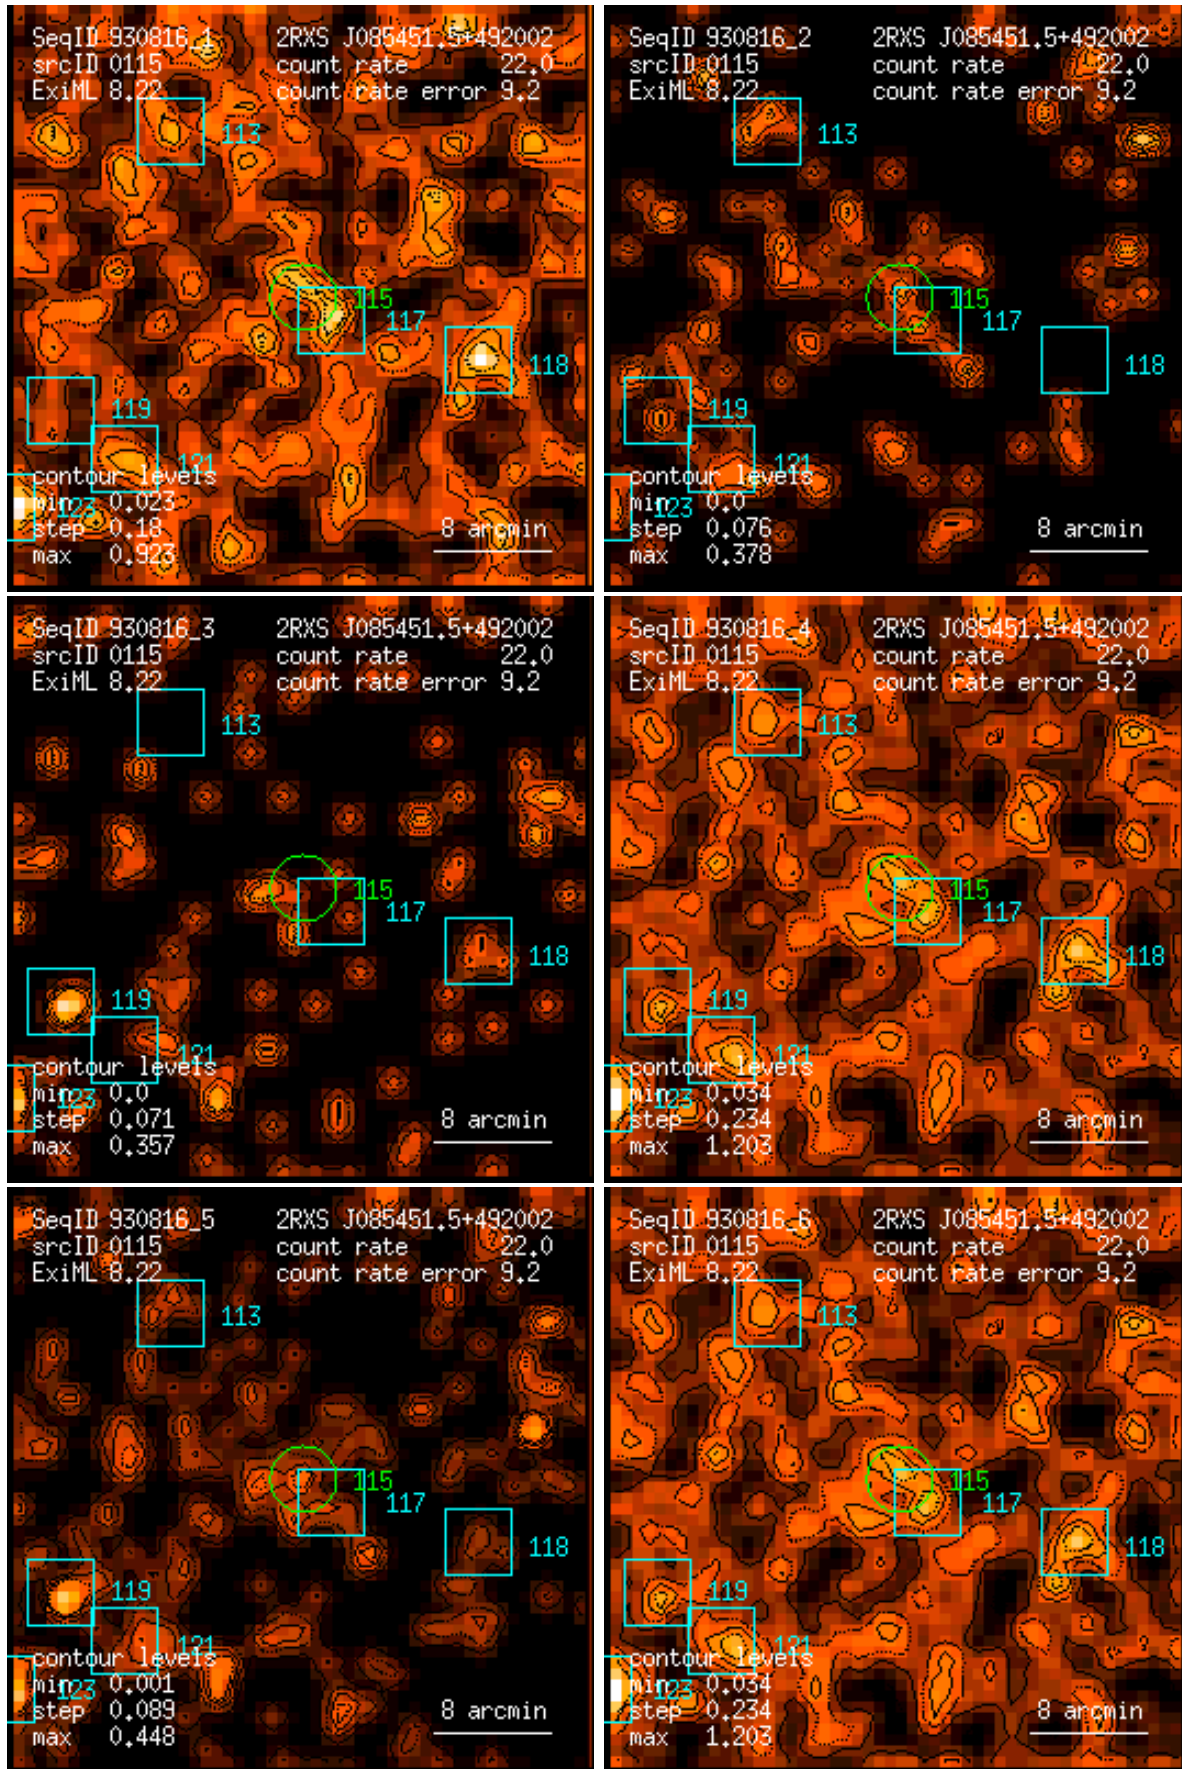 SeqID 930816_1 2RXS J085451.5+492002
srcID 0115 count rate 22.0
ExiML 8.22 count rate error 9.2
113
115
117
118
119
121
contour levels
min 0.023
123
step 0.18
8 arcmin
max 0.923
SeqID 930816_2 2RXS J085451.5+492002
srcID 0115 count rate 22.0
ExiML 8.22 count rate error 9.2
113
115
117
118
119
121
contour levels
min 0.0
123
step 0.076
8 arcmin
max 0.378
SeqID 930816_3 2RXS J085451.5+492002
srcID 0115 count rate 22.0
ExiML 8.22 count rate error 9.2
113
115
117
118
119
121
contour levels
min 0.0
123
step 0.071
8 arcmin
max 0.357
SeqID 930816_4 2RXS J085451.5+492002
srcID 0115 count rate 22.0
ExiML 8.22 count rate error 9.2
113
115
117
118
119
121
contour levels
min 0.034
123
step 0.234
8 arcmin
max 1.203
SeqID 930816_5 2RXS J085451.5+492002
srcID 0115 count rate 22.0
ExiML 8.22 count rate error 9.2
113
115
117
118
119
121
contour levels
min 0.001
123
step 0.089
8 arcmin
max 0.448
SeqID 930816_6 2RXS J085451.5+492002
srcID 0115 count rate 22.0
ExiML 8.22 count rate error 9.2
113
115
117
118
119
121
contour levels
min 0.034
123
step 0.234
8 arcmin
max 1.203